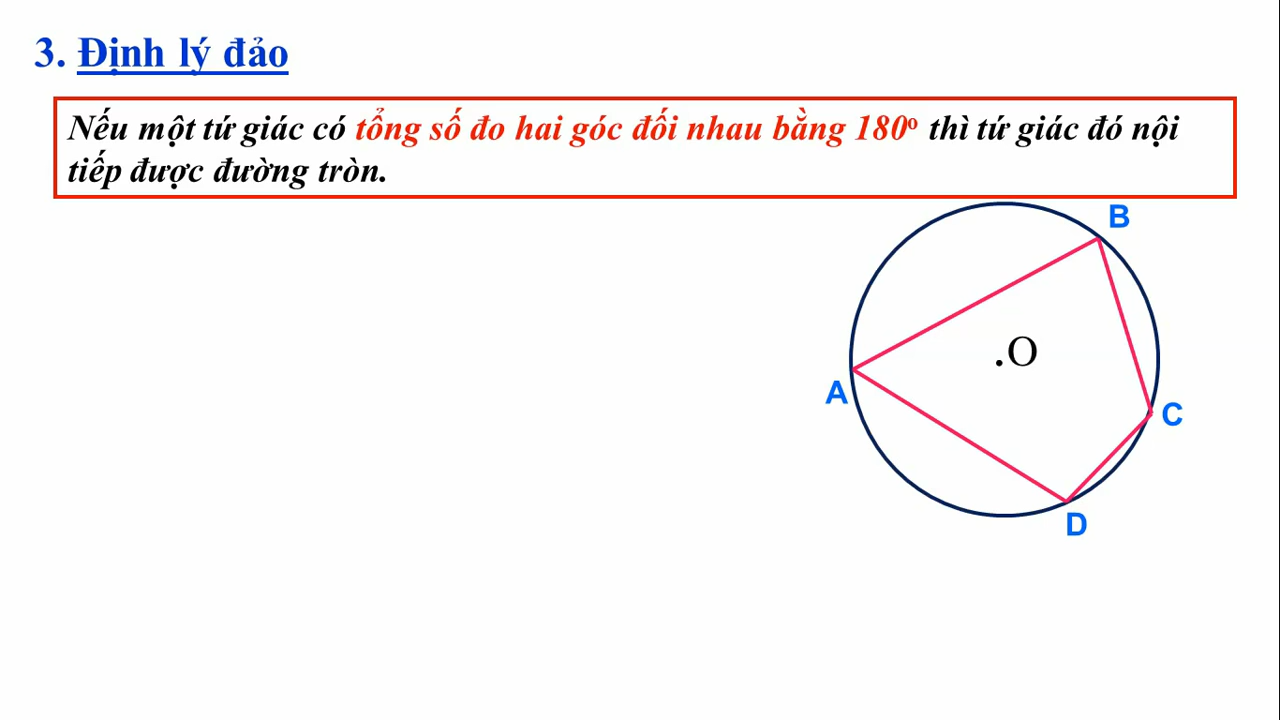 3. Định lý đảo
Nếu một tứ giác có tổng số đo hai góc đối nhau bằng 180º thì tứ giác đó nội
tiếp được đường tròn.
B
.O
A
C
D